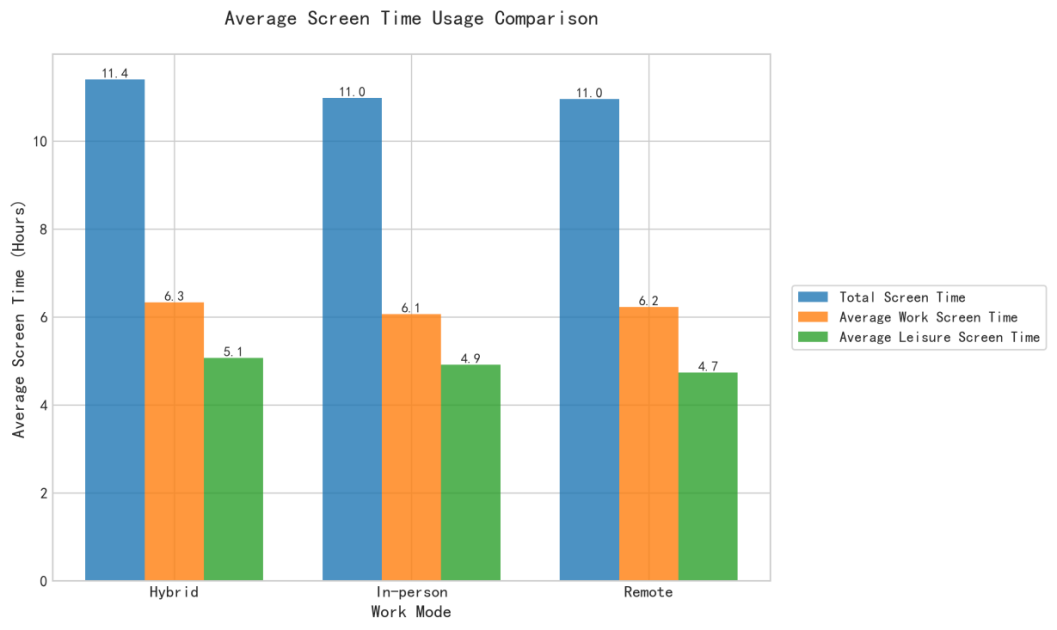 Average Screen Time Usage Comparison
11.4
11.0
11.0
10
8
6.3
6.1
6.2
6
5.1
4.9
4.7
4
2
0
Average Screen Time (Hours)
Total Screen Time
Average Work Screen Time
Average Leisure Screen Time
Hybrid
In-person
Remote
Work Mode